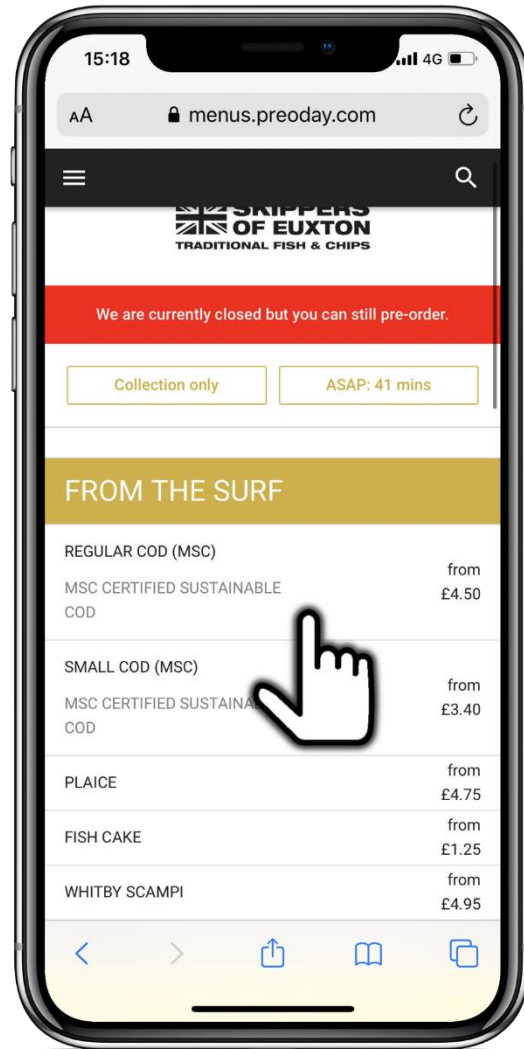 15:18
4G
AA menus.preoday.com
SKIPPERS
OF EUXTON
TRADITIONAL FISH & CHIPS
We are currently closed but you can still pre-order.
Collection only
ASAP: 41 mins
FROM THE SURF
REGULAR COD (MSC)
from
£4.50
MSC CERTIFIED SUSTAINABLE
COD
SMALL COD (MSC)
from
£3.40
MSC CERTIFIED
COD
PLAICE
from
£4.75
FISH CAKE
from
£1.25
WHITBY SCAMPI
from
£4.95